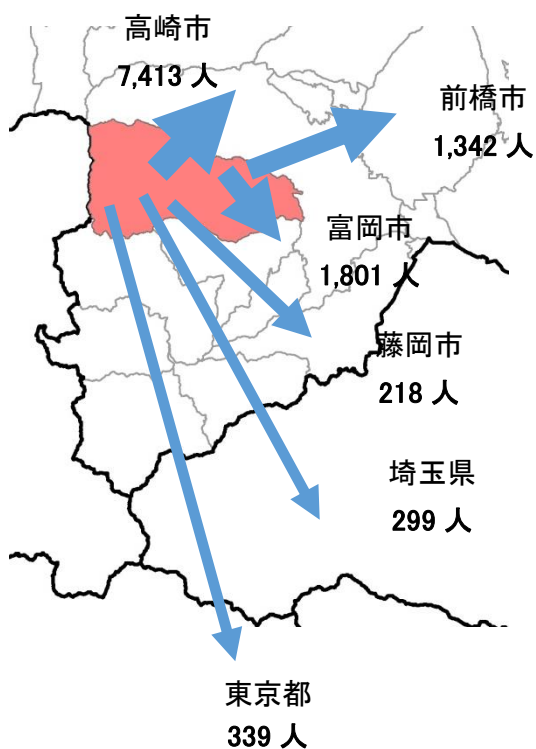 高崎市
7,413 人
前橋市
1,342 人
富岡市
1,801 人
藤岡市
218 人
埼玉県
299 人
東京都
339 人